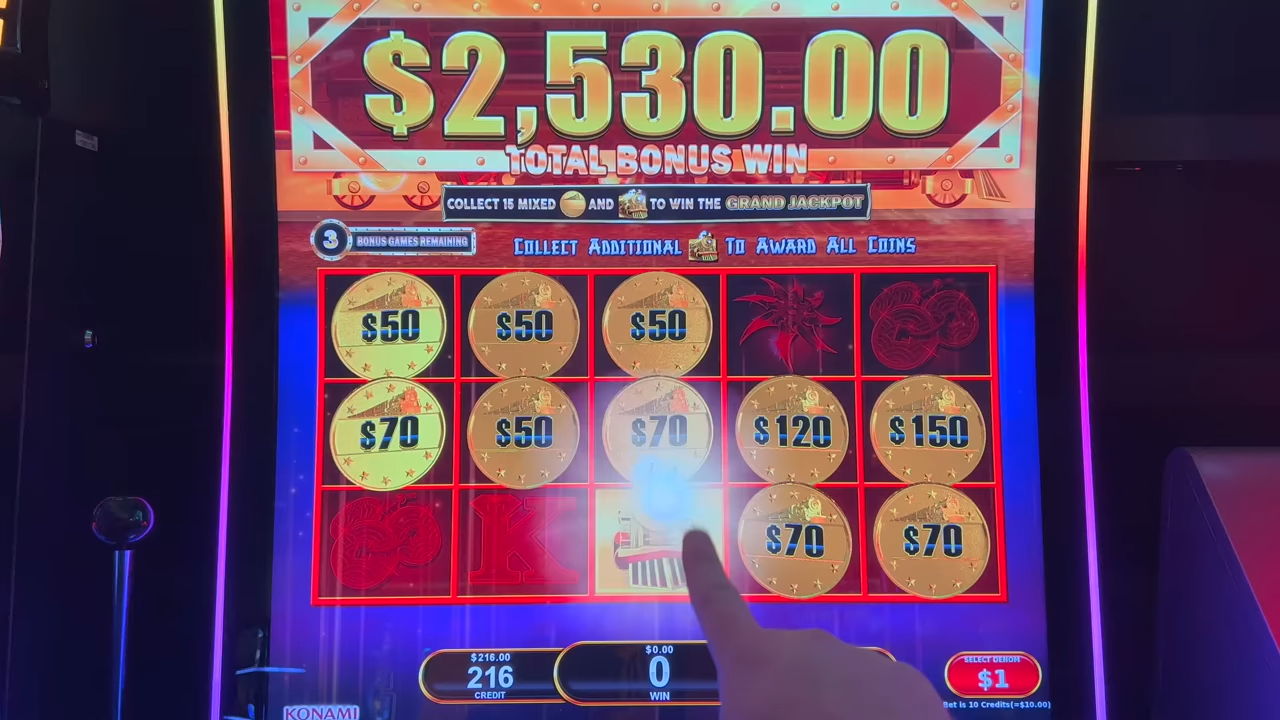 $2,530.00
TOTAL BONUS WIN
COLLECT 15 MIXED AND TO WIN THE GRAND JACKPOT
3 BONUS GAMES REMAINING
COLLECT ADDITIONAL TO AWARD ALL COINS
$50 $50 $50
$70 $50 $70 $120 $150
K $70 $70
$216.00 $0.00
216 0
CREDIT WIN
SELECT DENOM
$1
Bet is 10 Credits(=$10.00)
KONAMI